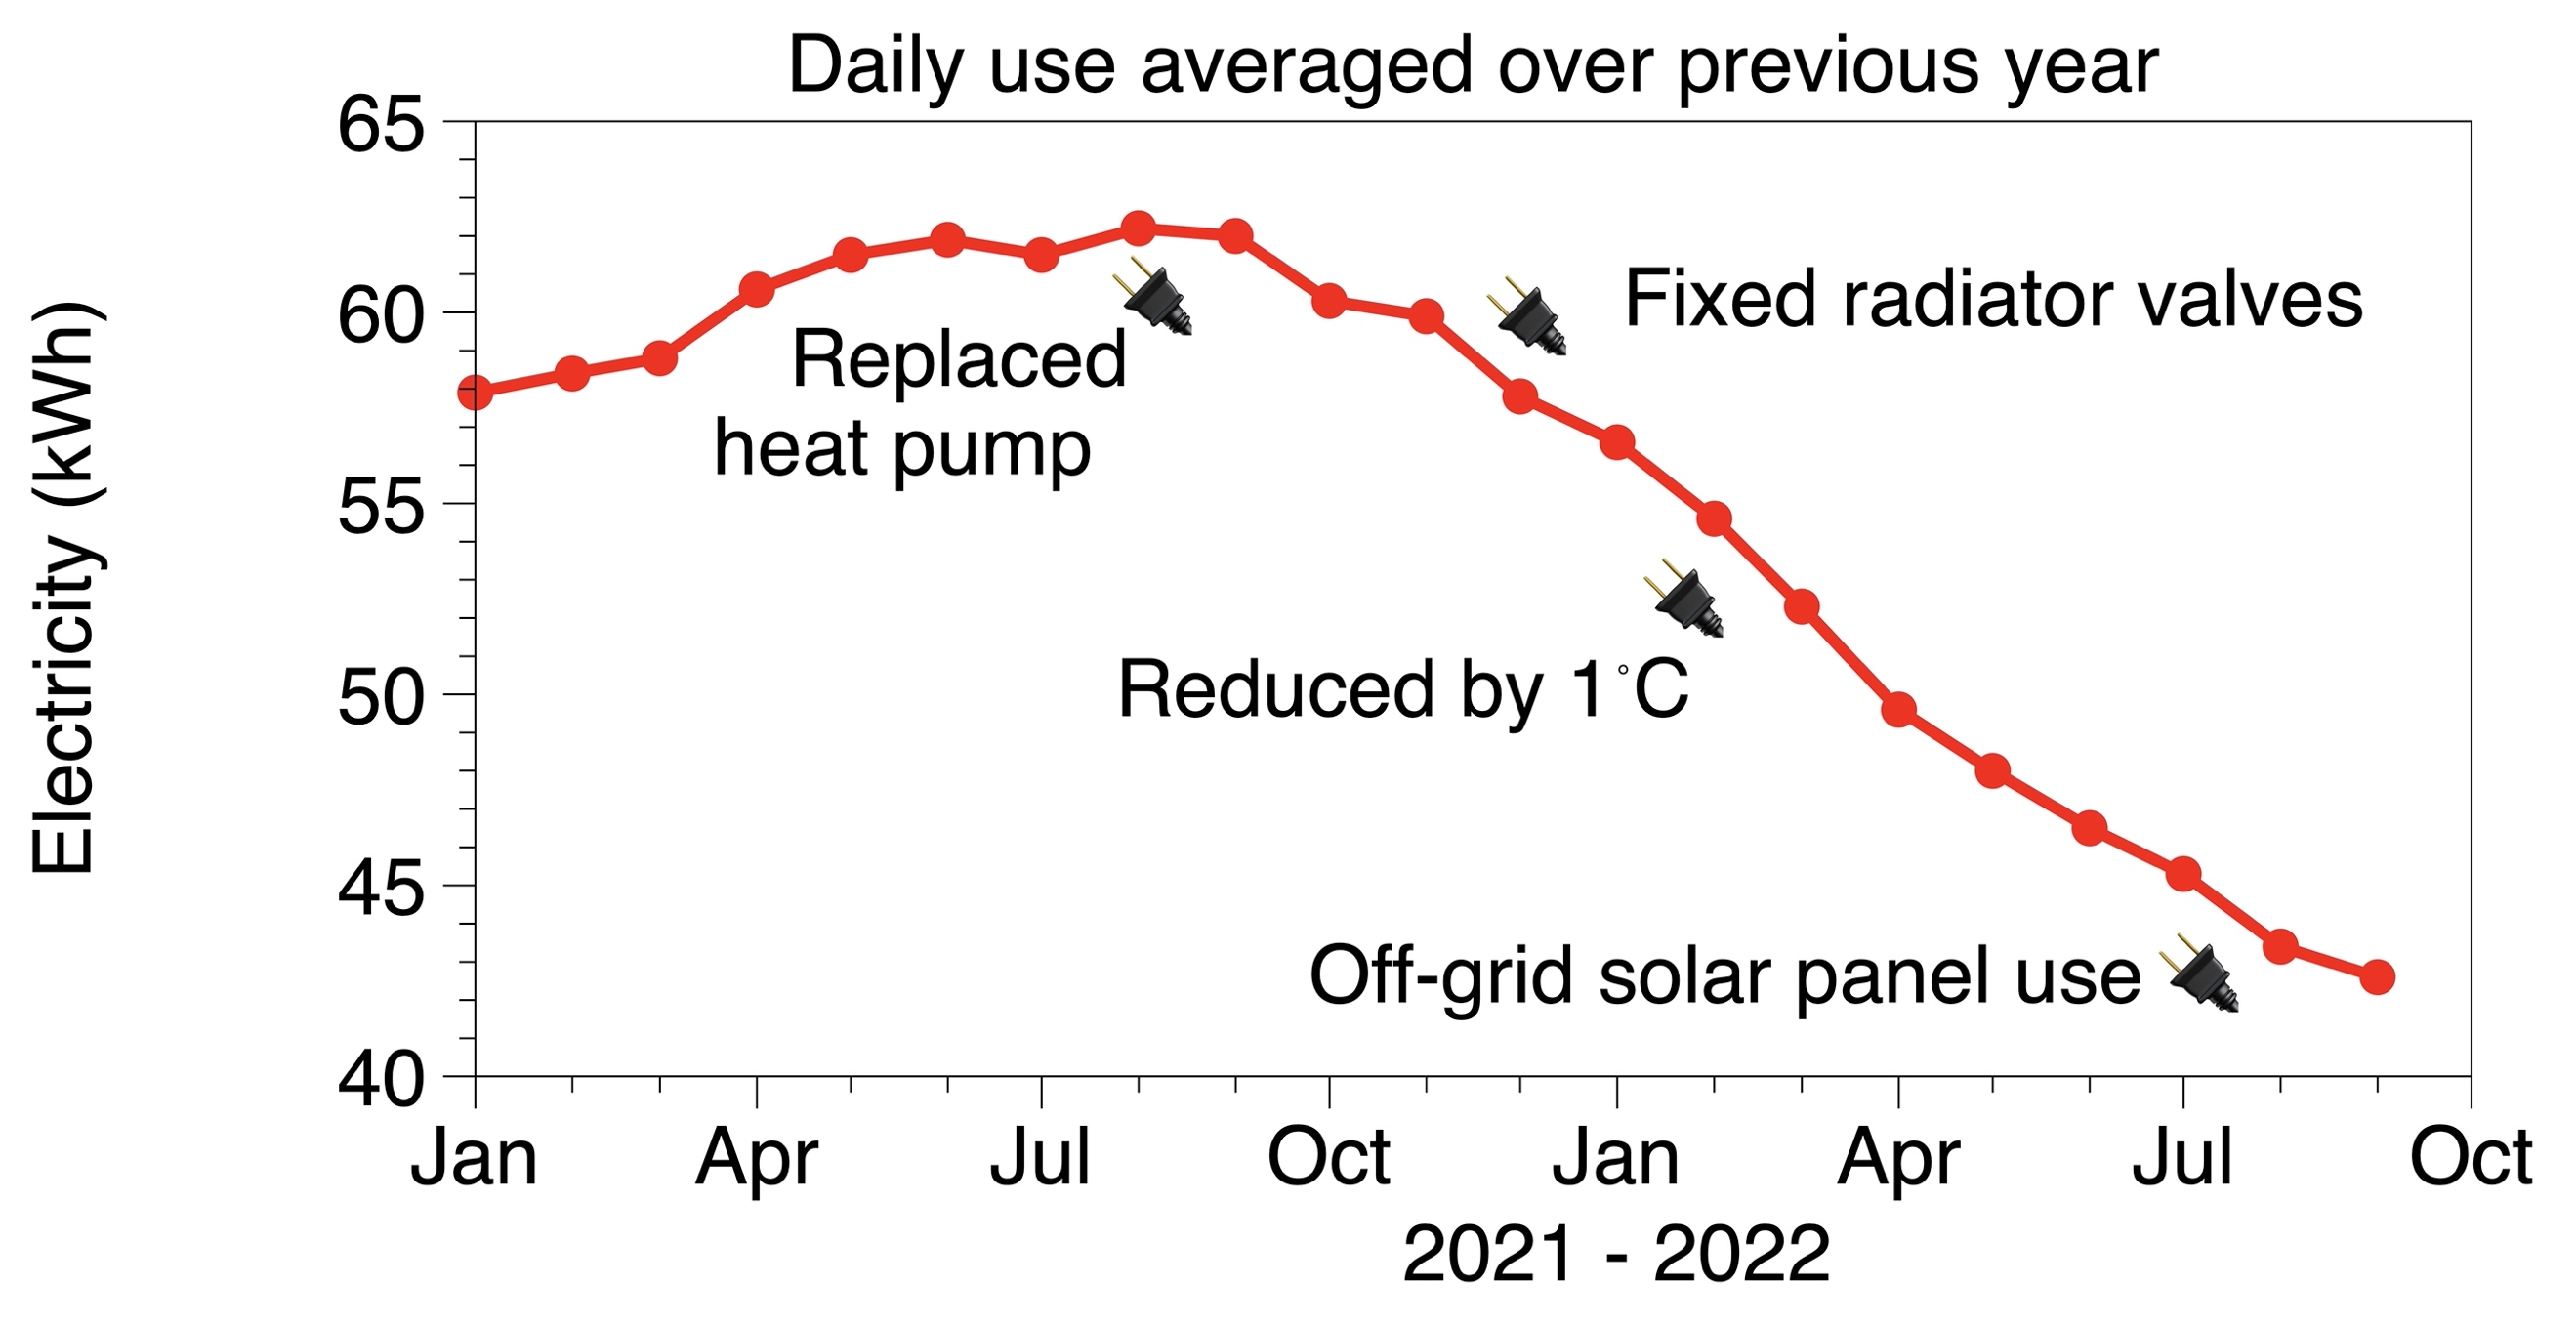 Daily use averaged over previous year
Electricity (kWh)
65
60
55
50
45
40
Replaced
heat pump
Fixed radiator valves
Reduced by 1°C
Off-grid solar panel use
Jan Apr Jul Oct Jan Apr Jul Oct
2021 - 2022